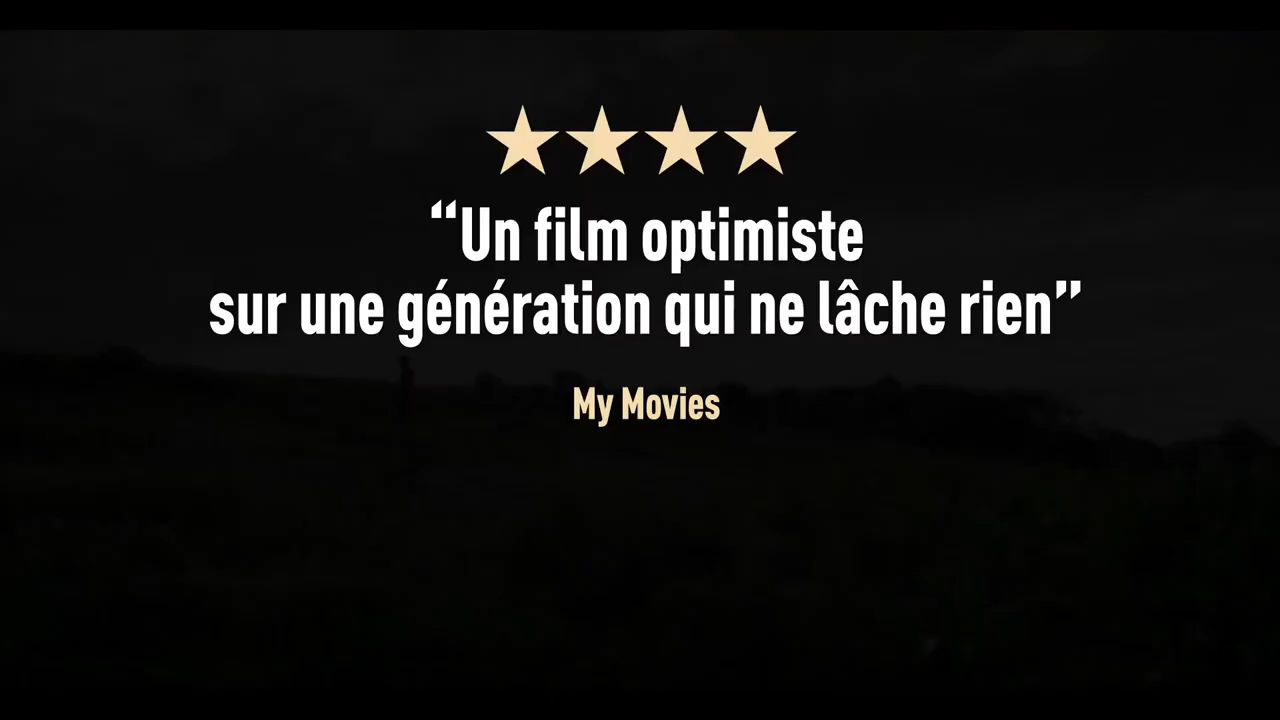 ★★★★
“Un film optimiste
sur une génération qui ne lâche rien”
My Movies